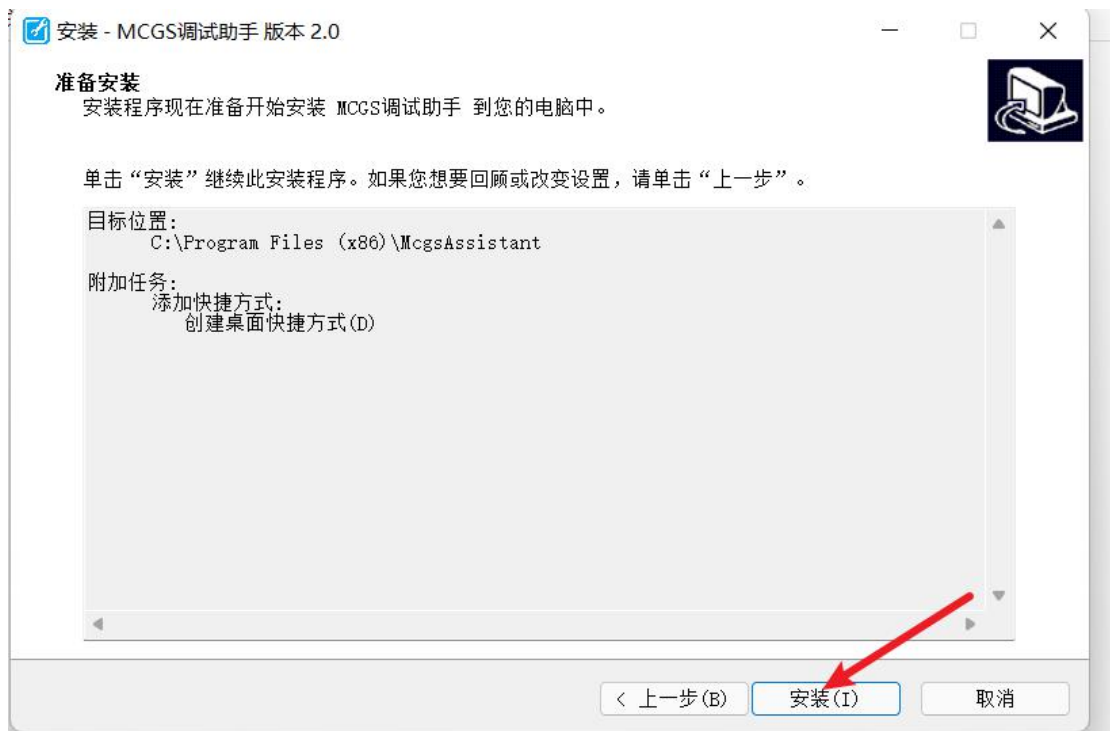 安装 - MCGS调试助手 版本 2.0
准备安装
安装程序现在准备开始安装 MCGS调试助手 到您的电脑中。
单击“安装”继续此安装程序。如果您想要回顾或改变设置，请单击“上一步”。
目标位置:
C:\Program Files (x86)\McgsAssistant
附加任务:
添加快捷方式:
创建桌面快捷方式(D)
< 上一步(B) 安装(I) 取消